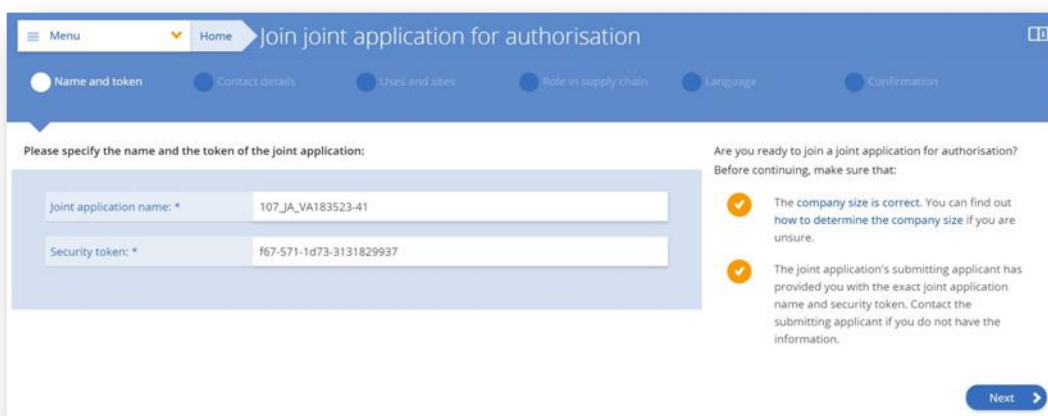 Menu
Home
Join joint application for authorisation
Name and token
Contact details
Uses and sites
Role in supply chain
Language
Confirmation
Please specify the name and the token of the joint application:
Joint application name: *
107_JA_VA183523-41
Security token: *
f67-571-1d73-3131829937
Are you ready to join a joint application for authorisation?
Before continuing, make sure that:
The company size is correct. You can find out
how to determine the company size if you are
unsure.
The joint application's submitting applicant has
provided you with the exact joint application
name and security token. Contact the
submitting applicant if you do not have the
information.
Next